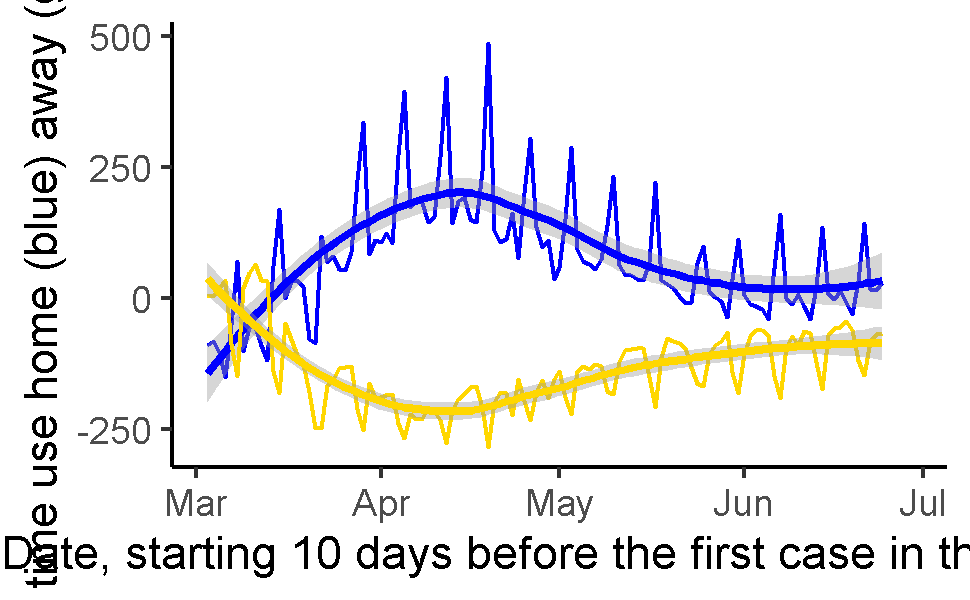 time use home (blue) away (
500
250
0
-250
Mar Apr May Jun Jul
Date, starting 10 days before the first case in th